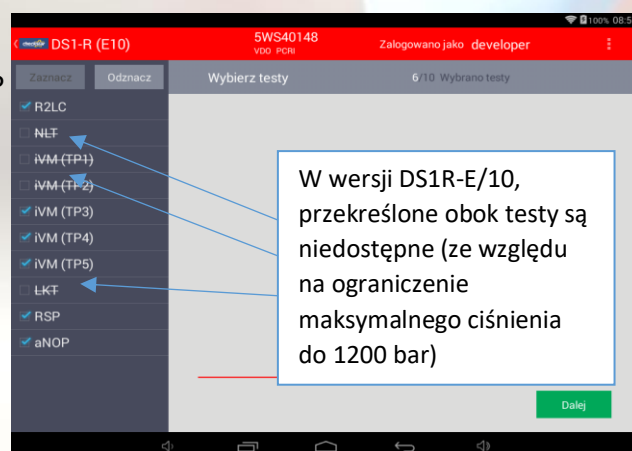 100% 08:5
DS1-R (E10)
5WS40148
VDO PCRI
Zalogowano jako developer
Zaznacz Odznacz Wybierz testy 6/10 Wybrano testy
R2LC
NLT
iVM (TP1)
iVM (TP2)
iVM (TP3)
iVM (TP4)
iVM (TP5)
LKT
RSP
aNOP
W wersji DS1R-E/10,
przekreślone obok testy są
niedostępne (ze względu
na ograniczenie
maksymalnego ciśnienia
do 1200 bar)
Dalej